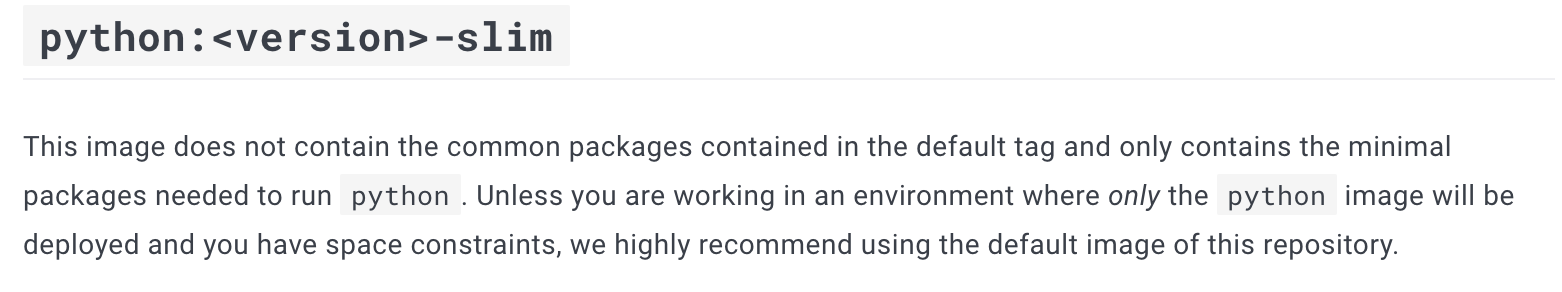 python:<version>-slim
This image does not contain the common packages contained in the default tag and only contains the minimal
packages needed to run python. Unless you are working in an environment where only the python image will be
deployed and you have space constraints, we highly recommend using the default image of this repository.